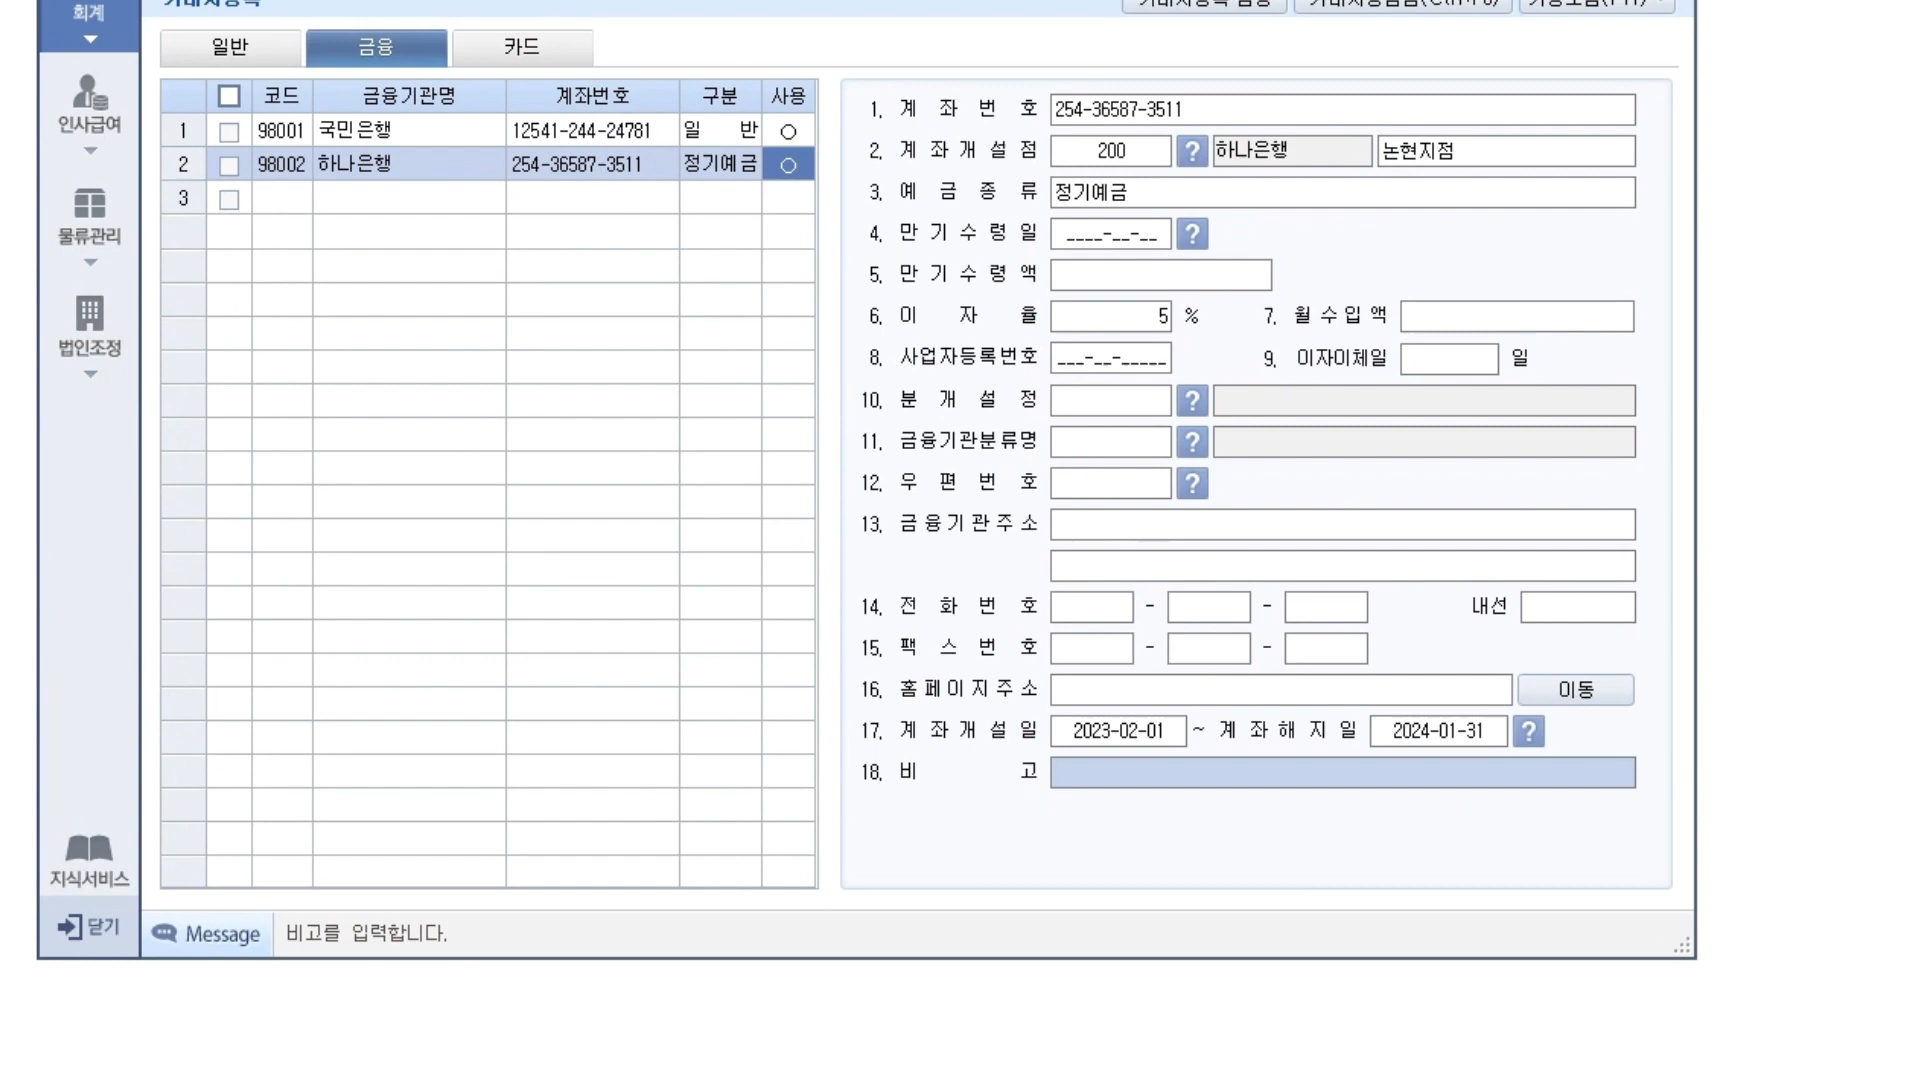 회계
일반 금융 카드
인사급여
물류관리
법인조정
지식서비스
닫기
코드 금융기관명 계좌번호 구분 사용
1 98001 국민은행 12541-244-24781 일 반 ○
2 98002 하나은행 254-36587-3511 정기예금 ○
3
1. 계 좌 번 호 254-36587-3511
2. 계 좌 개 설 점 200 ? 하나은행 논현지점
3. 예 금 종 류 정기예금
4. 만 기 수 령 일 ____-__-__ ?
5. 만 기 수 령 액
6. 이 자 율 5 % 7. 월 수 입 액
8. 사업자등록번호 ___-__-_____ 9. 이자이체일 일
10. 분 개 설 정 ?
11. 금융기관분류명 ?
12. 우 편 번 호 ?
13. 금 융 기 관 주 소
14. 전 화 번 호 - - 내선
15. 팩 스 번 호 - -
16. 홈 페 이 지 주 소 이동
17. 계 좌 개 설 일 2023-02-01 ~ 계 좌 해 지 일 2024-01-31 ?
18. 비 고
Message 비고를 입력합니다.